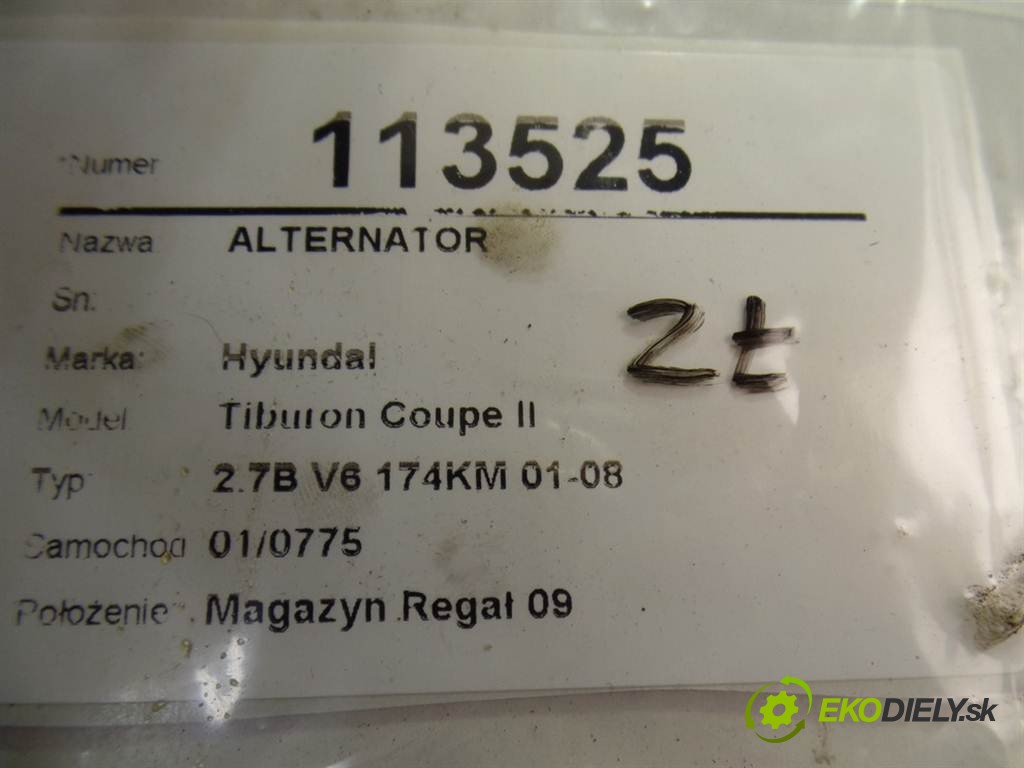 Numer 113525
Nazwa ALTERNATOR
Sn:
Marka: Hyundai
Model Tiburon Coupe II
Typ: 2.7B V6 174KM 01-08
Samochod 01/0775
Położenie: Magazyn Regał 09
Zt
EKODIELY.sk